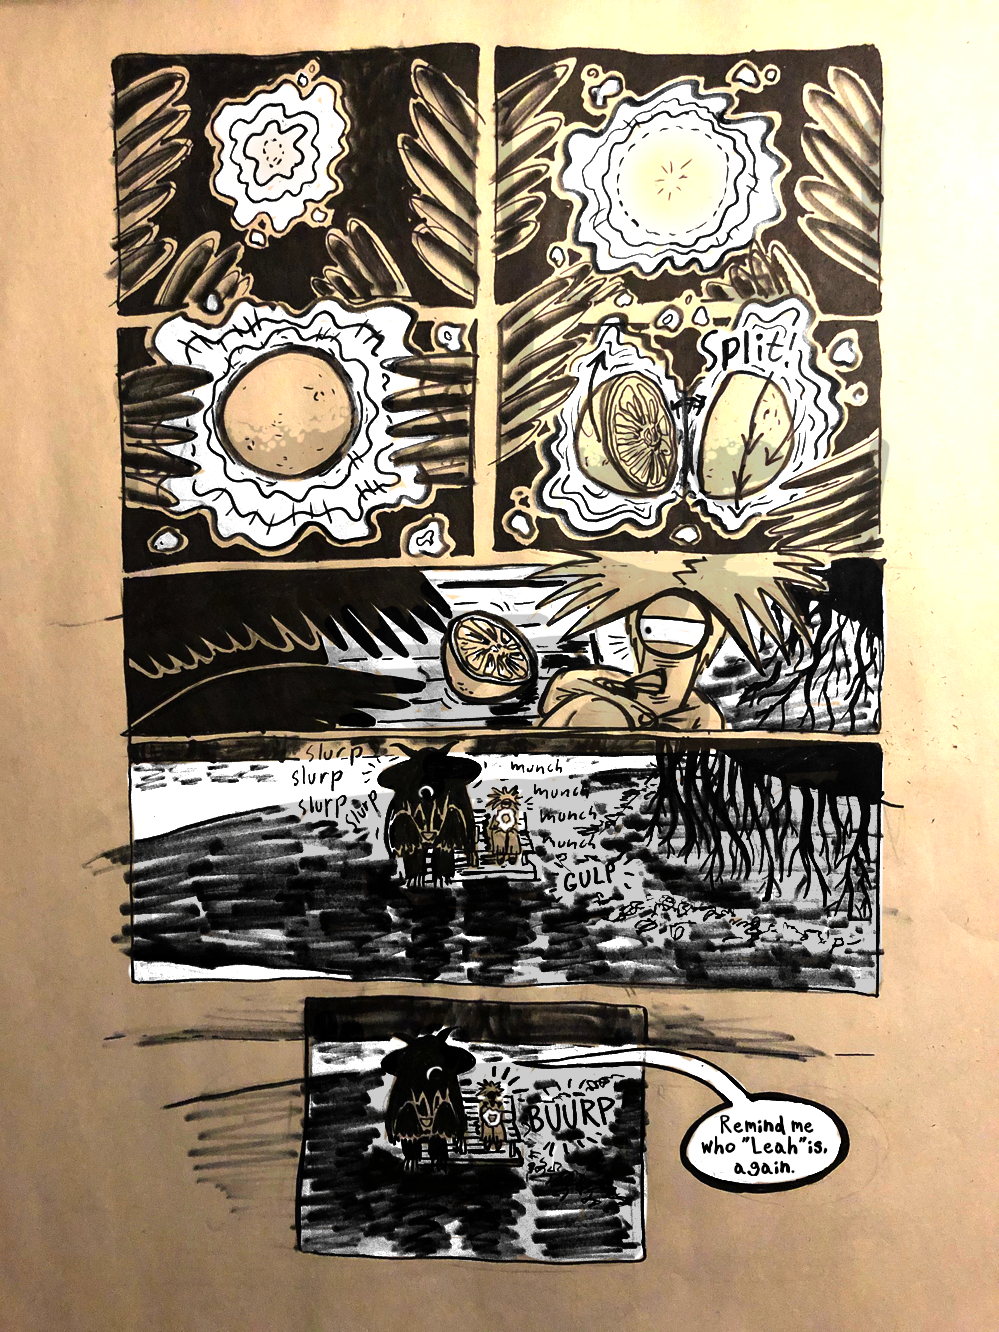 Split!
slurp
slurp
slurp
slurp
munch
munch
munch
munch
GULP
BUURP
Remind me
who "Leah" is,
again.